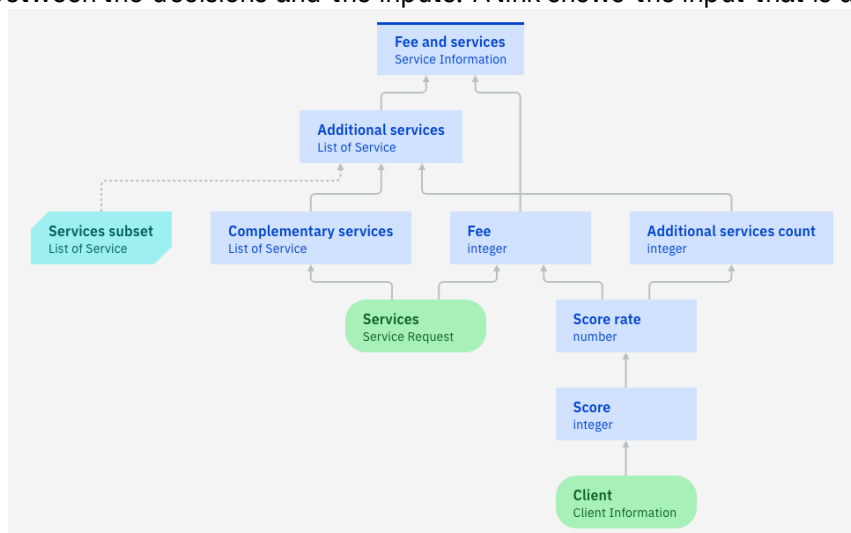 between the decisions and the inputs. A link shows the input that is
Fee and services
Service Information
Additional services
List of Service
Services subset
List of Service
Complementary services
List of Service
Fee
integer
Additional services count
integer
Services
Service Request
Score rate
number
Score
integer
Client
Client Information